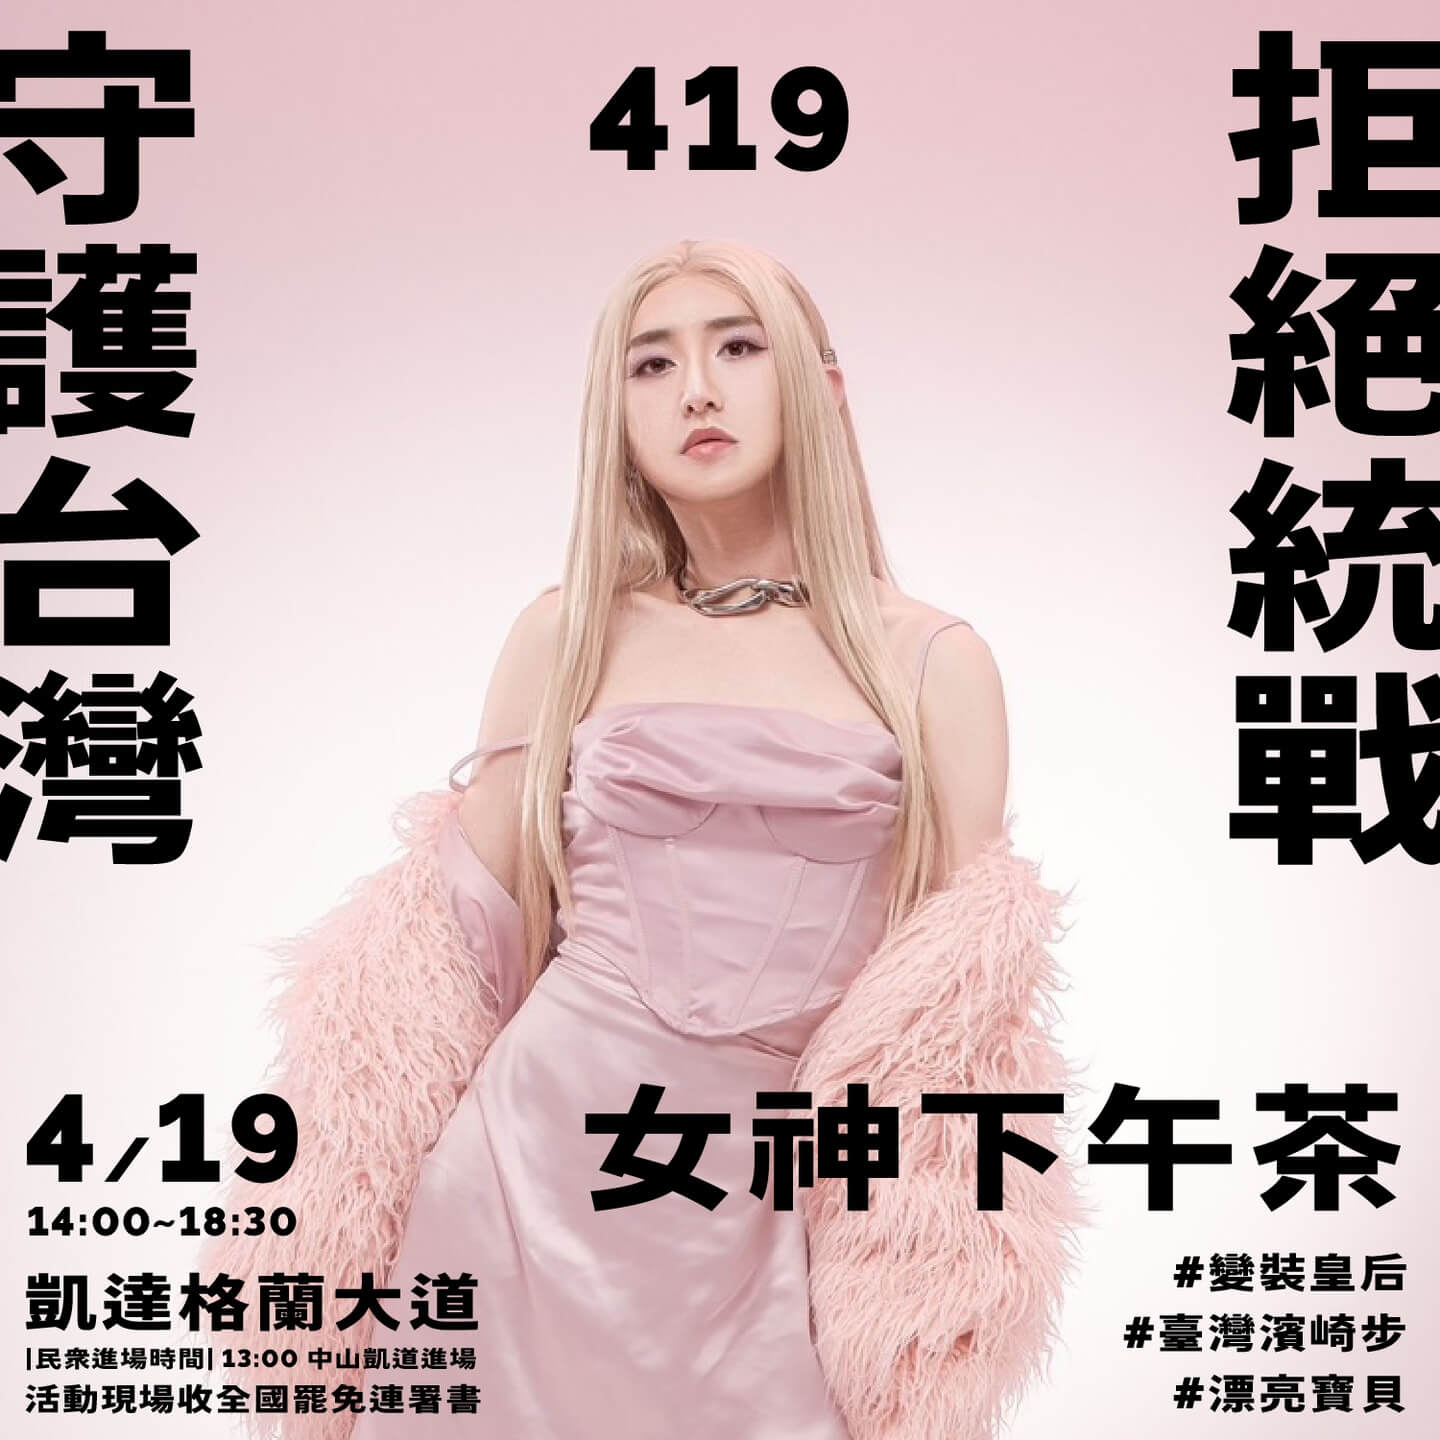 419
拒絕統戰
守護台灣
4/19
14:00~18:30
凱達格蘭大道
|民眾進場時間| 13:00 中山凱道進場
活動現場收全國罷免連署書
女神下午茶
#變裝皇后
#臺灣濱崎步
#漂亮寶貝